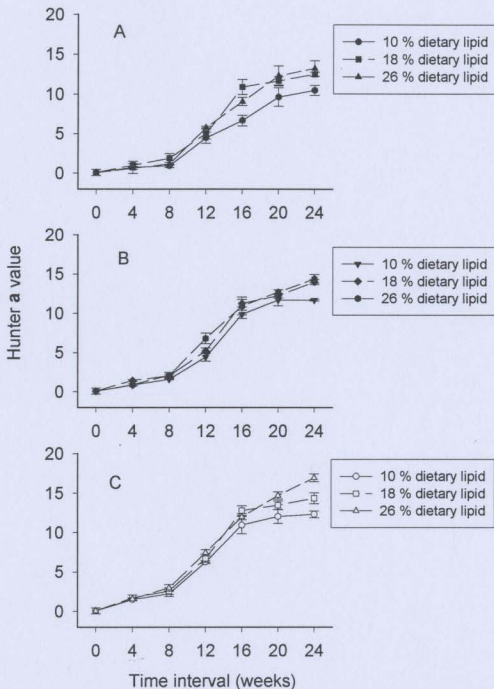 20
15
10
5
0
A
10 % dietary lipid
18 % dietary lipid
26 % dietary lipid
0 4 8 12 16 20 24
20
15
10
5
0
B
10 % dietary lipid
18 % dietary lipid
26 % dietary lipid
0 4 8 12 16 20 24
Hunter a value
20
15
10
5
0
C
10 % dietary lipid
18 % dietary lipid
26 % dietary lipid
0 4 8 12 16 20 24
Time interval (weeks)